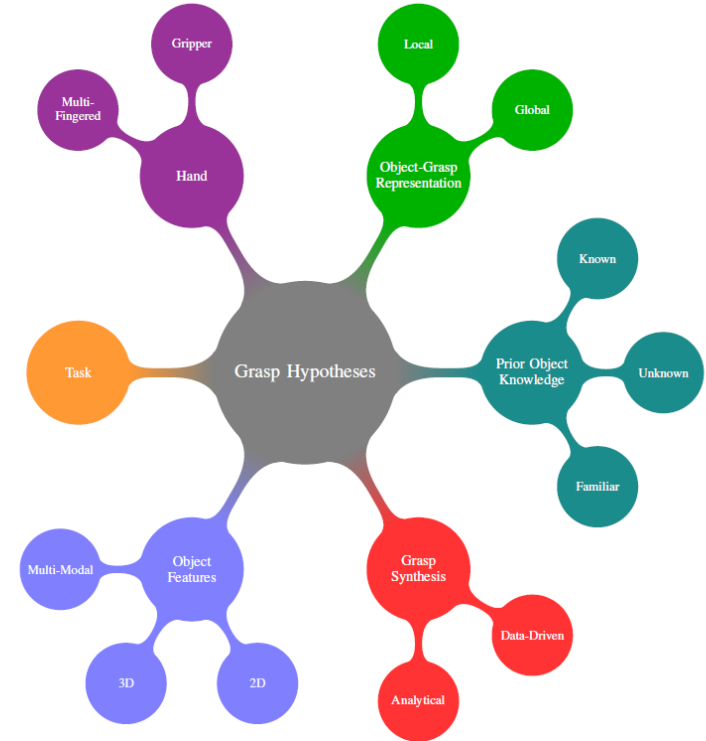 Gripper
Local
Multi-
Fingered
Global
Hand
Object-Grasp
Representation
Known
Grasp Hypotheses
Task
Prior Object
Knowledge
Unknown
Familiar
Object
Features
Grasp
Synthesis
Multi-Modal
Data-Driven
3D
2D
Analytical